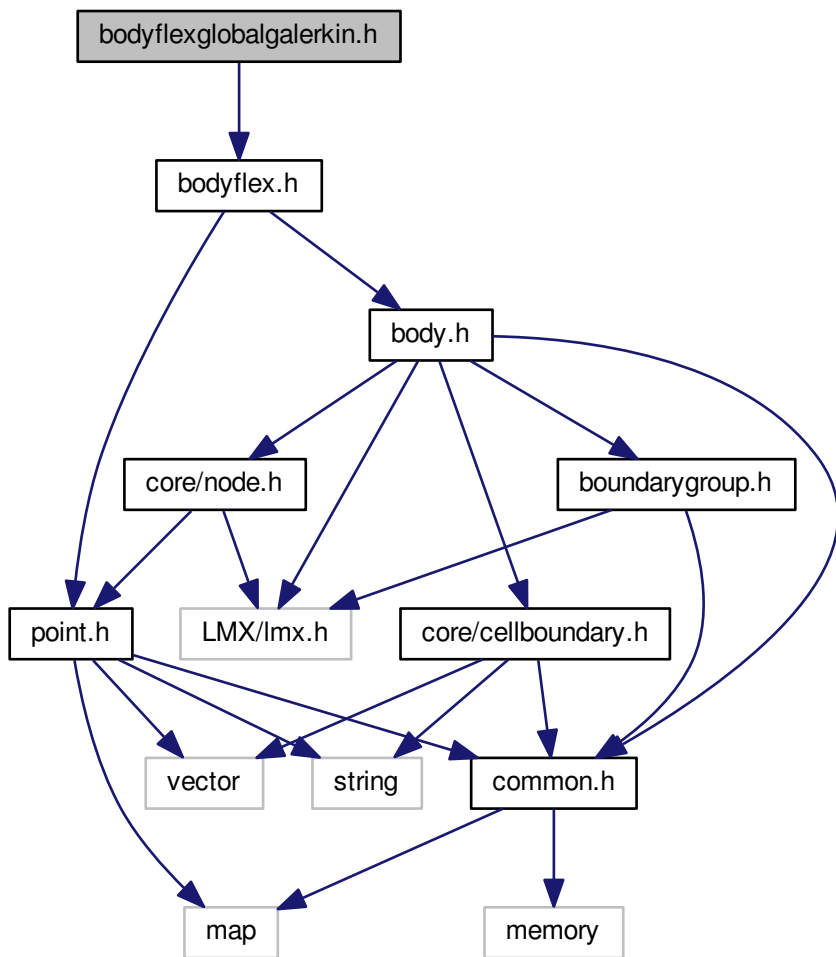 bodyflexglobalgalerkin.h
bodyflex.h
body.h
core/node.h
boundarygroup.h
point.h
LMX/lmx.h
core/cellboundary.h
vector
string
common.h
map
memory